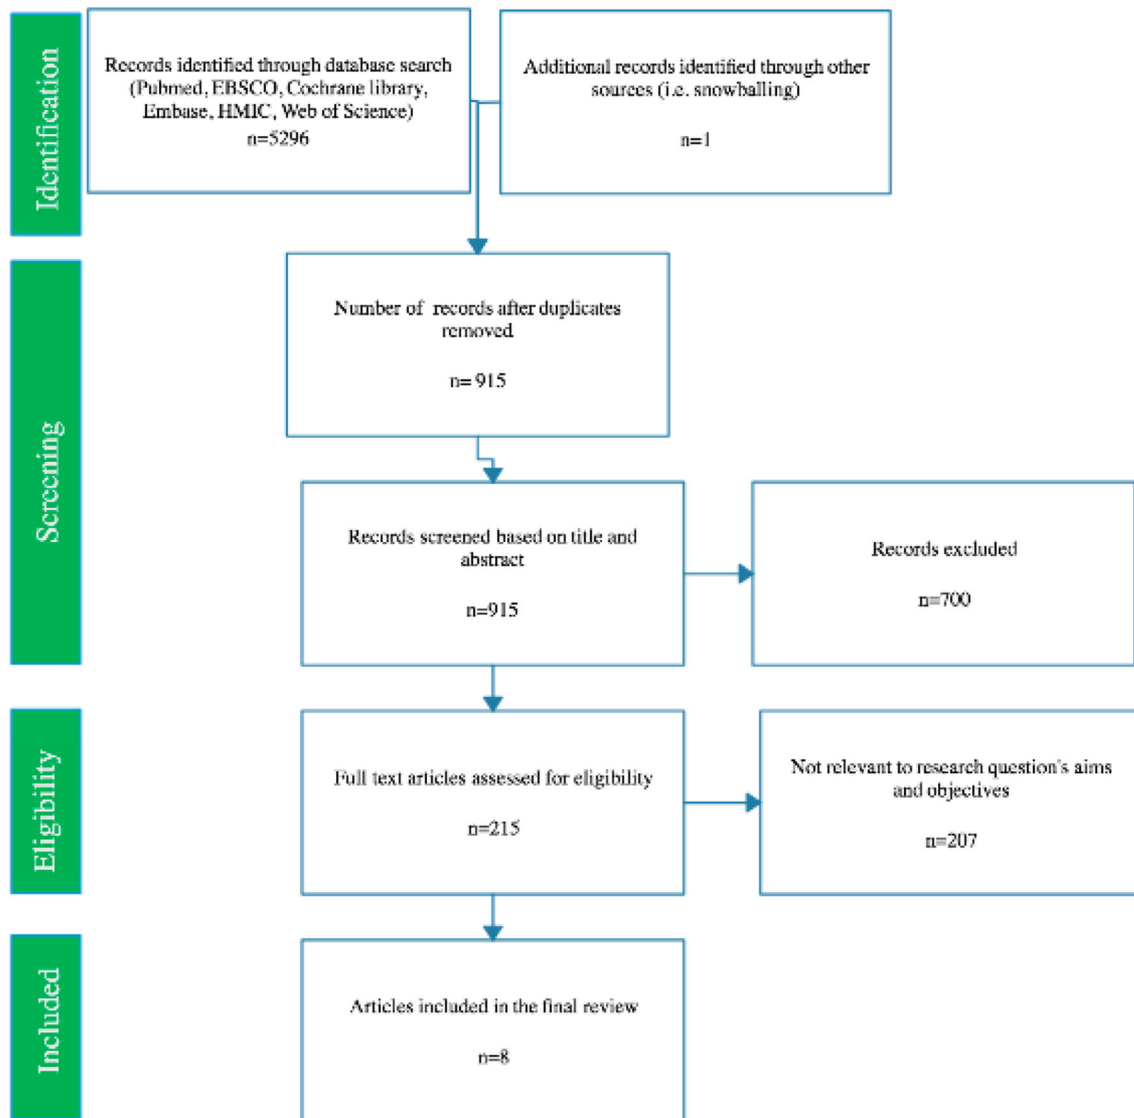 Identification
Records identified through database search
(Pubmed, EBSCO, Cochrane library,
Embase, HMIC, Web of Science)
n=5296
Additional records identified through other
sources (i.e. snowballing)
n=1
Screening
Number of records after duplicates
removed
n= 915
Records screened based on title and
abstract
n=915
Records excluded
n=700
Eligibility
Full text articles assessed for eligibility
n=215
Not relevant to research question's aims
and objectives
n=207
Included
Articles included in the final review
n=8